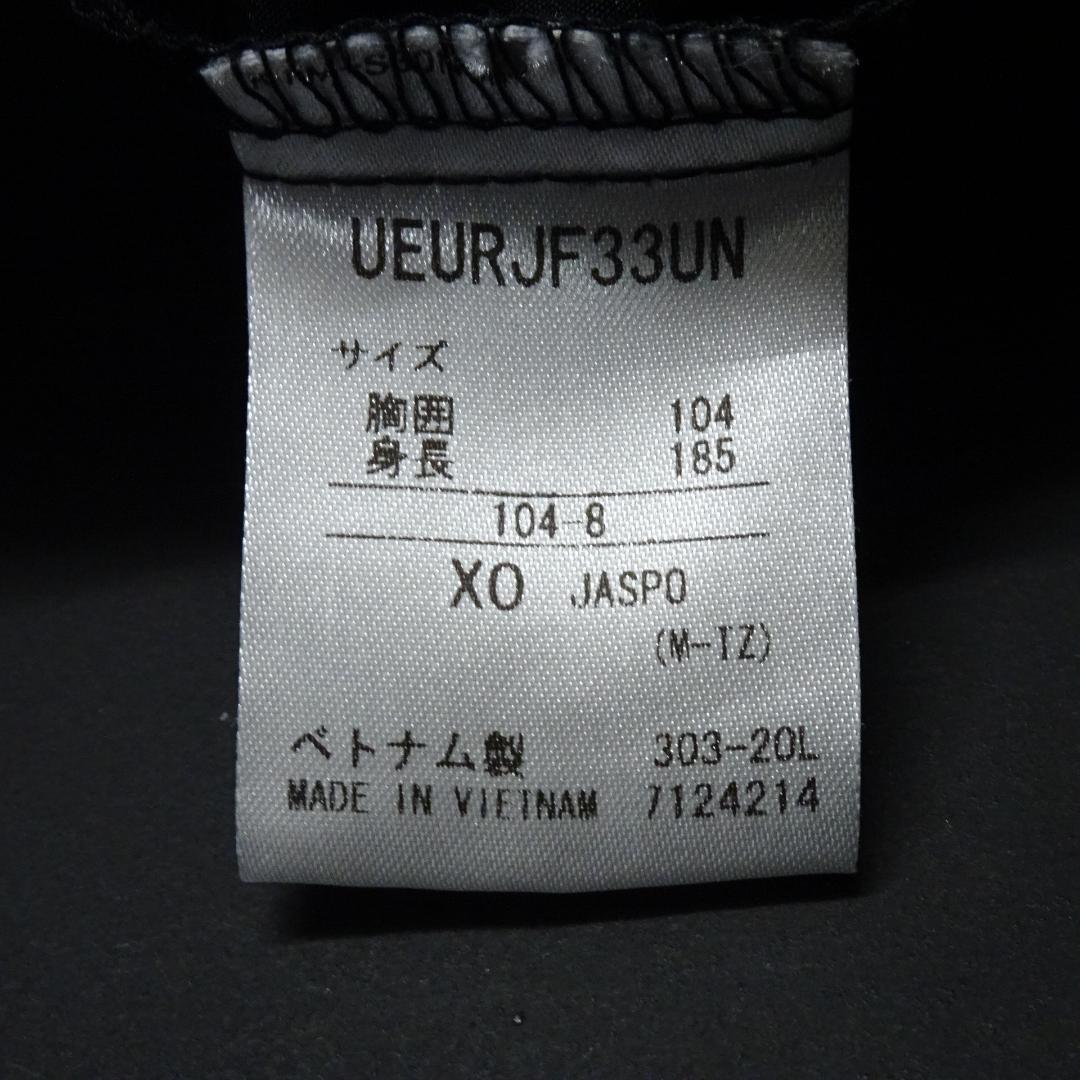 UEURJF33UN
サイズ
胸囲 104
身長 185
104-8
XO JASPO
(M-TZ)
ベトナム製 303-20L
MADE IN VIETNAM 7124214